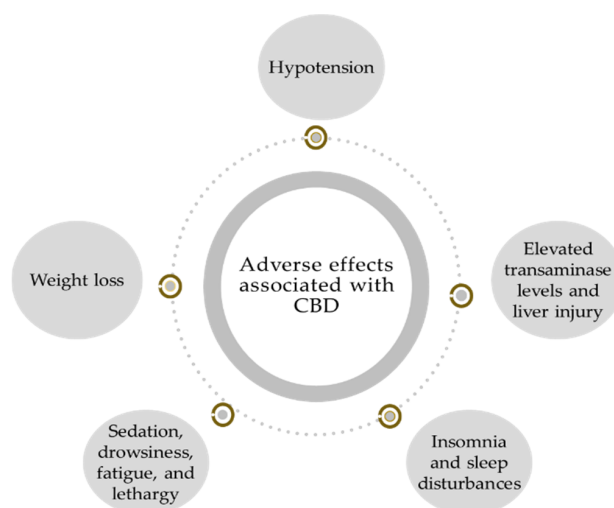 Hypotension
Adverse effects
associated with
CBD
Elevated
transaminase
levels and
liver injury
Weight loss
Sedation,
drowsiness,
fatigue, and
lethargy
Insomnia
and sleep
disturbances